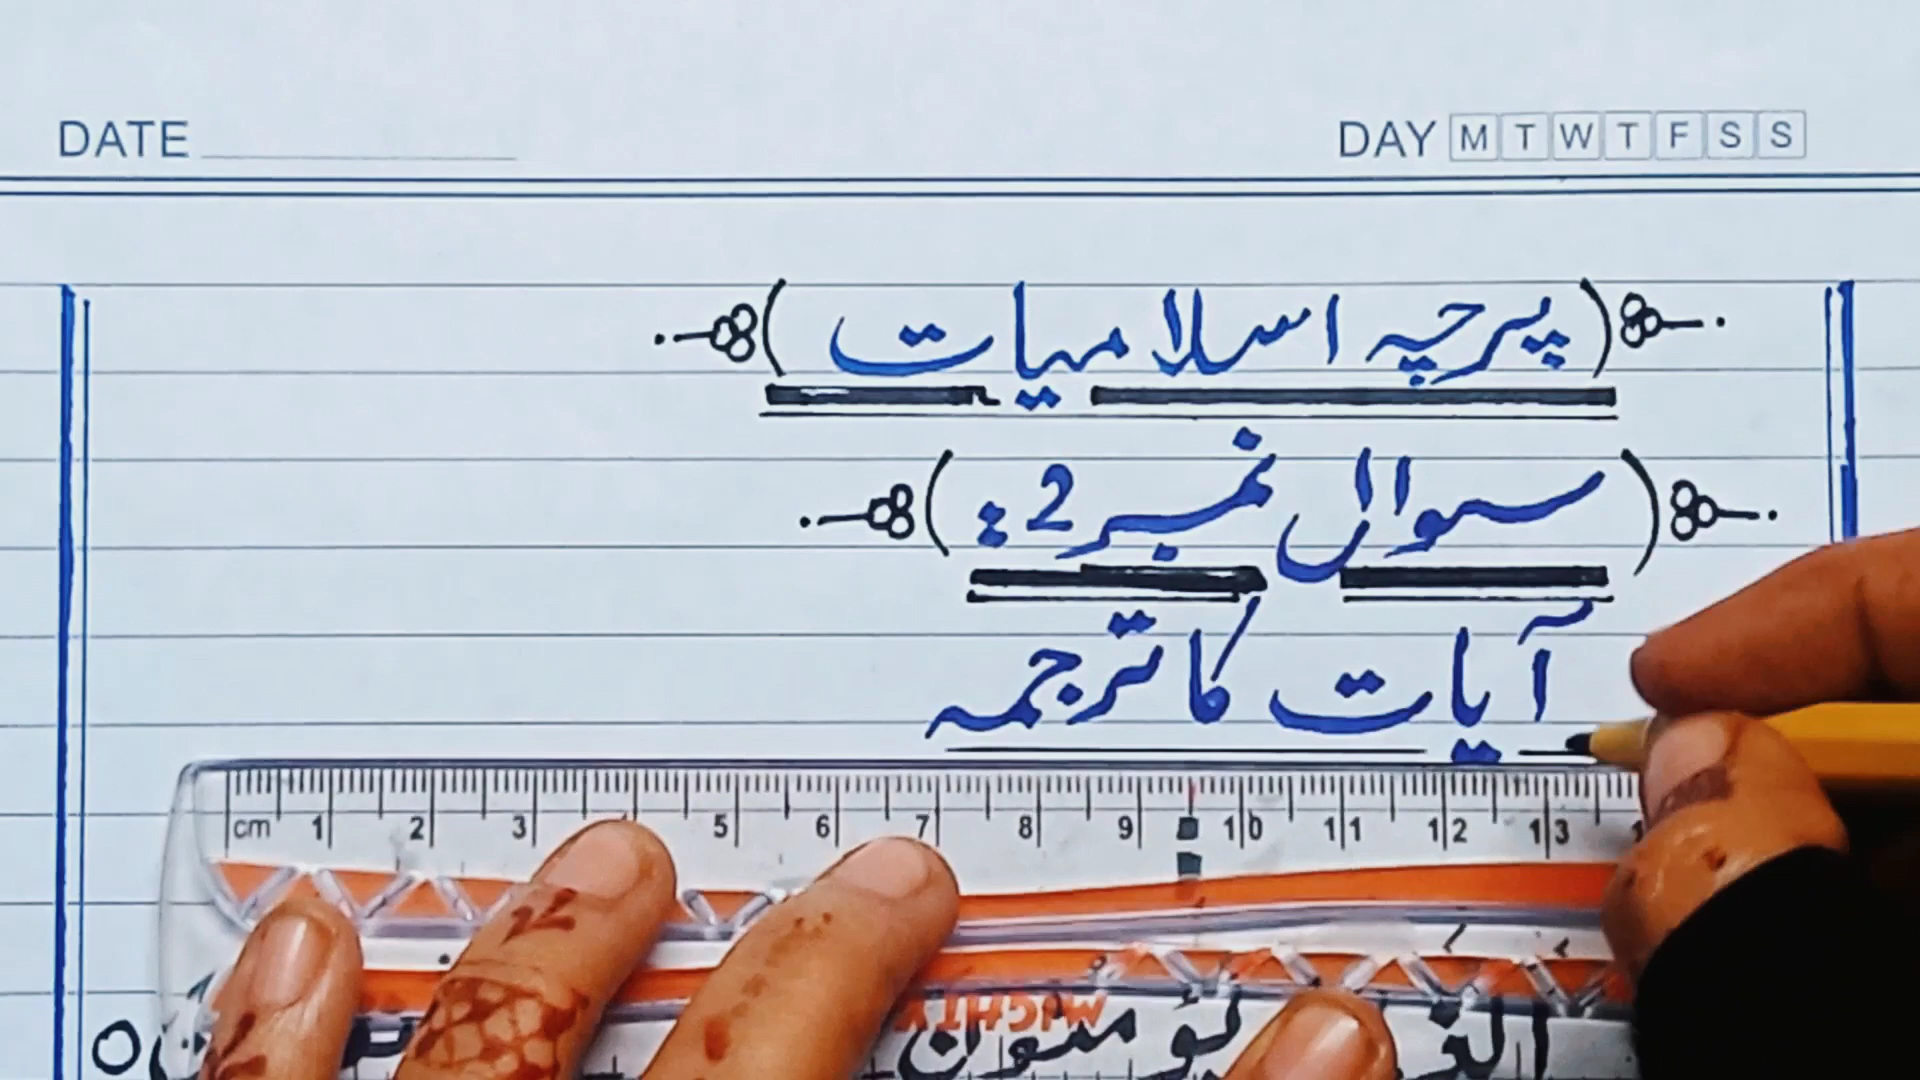 DATE DAY M T W T F S S
(پرچہ اسلامیات)
(سوال نمبر 2:)
آیات کا ترجمہ
cm 1 2 3 5 6 7 8 9 10 11 12 13